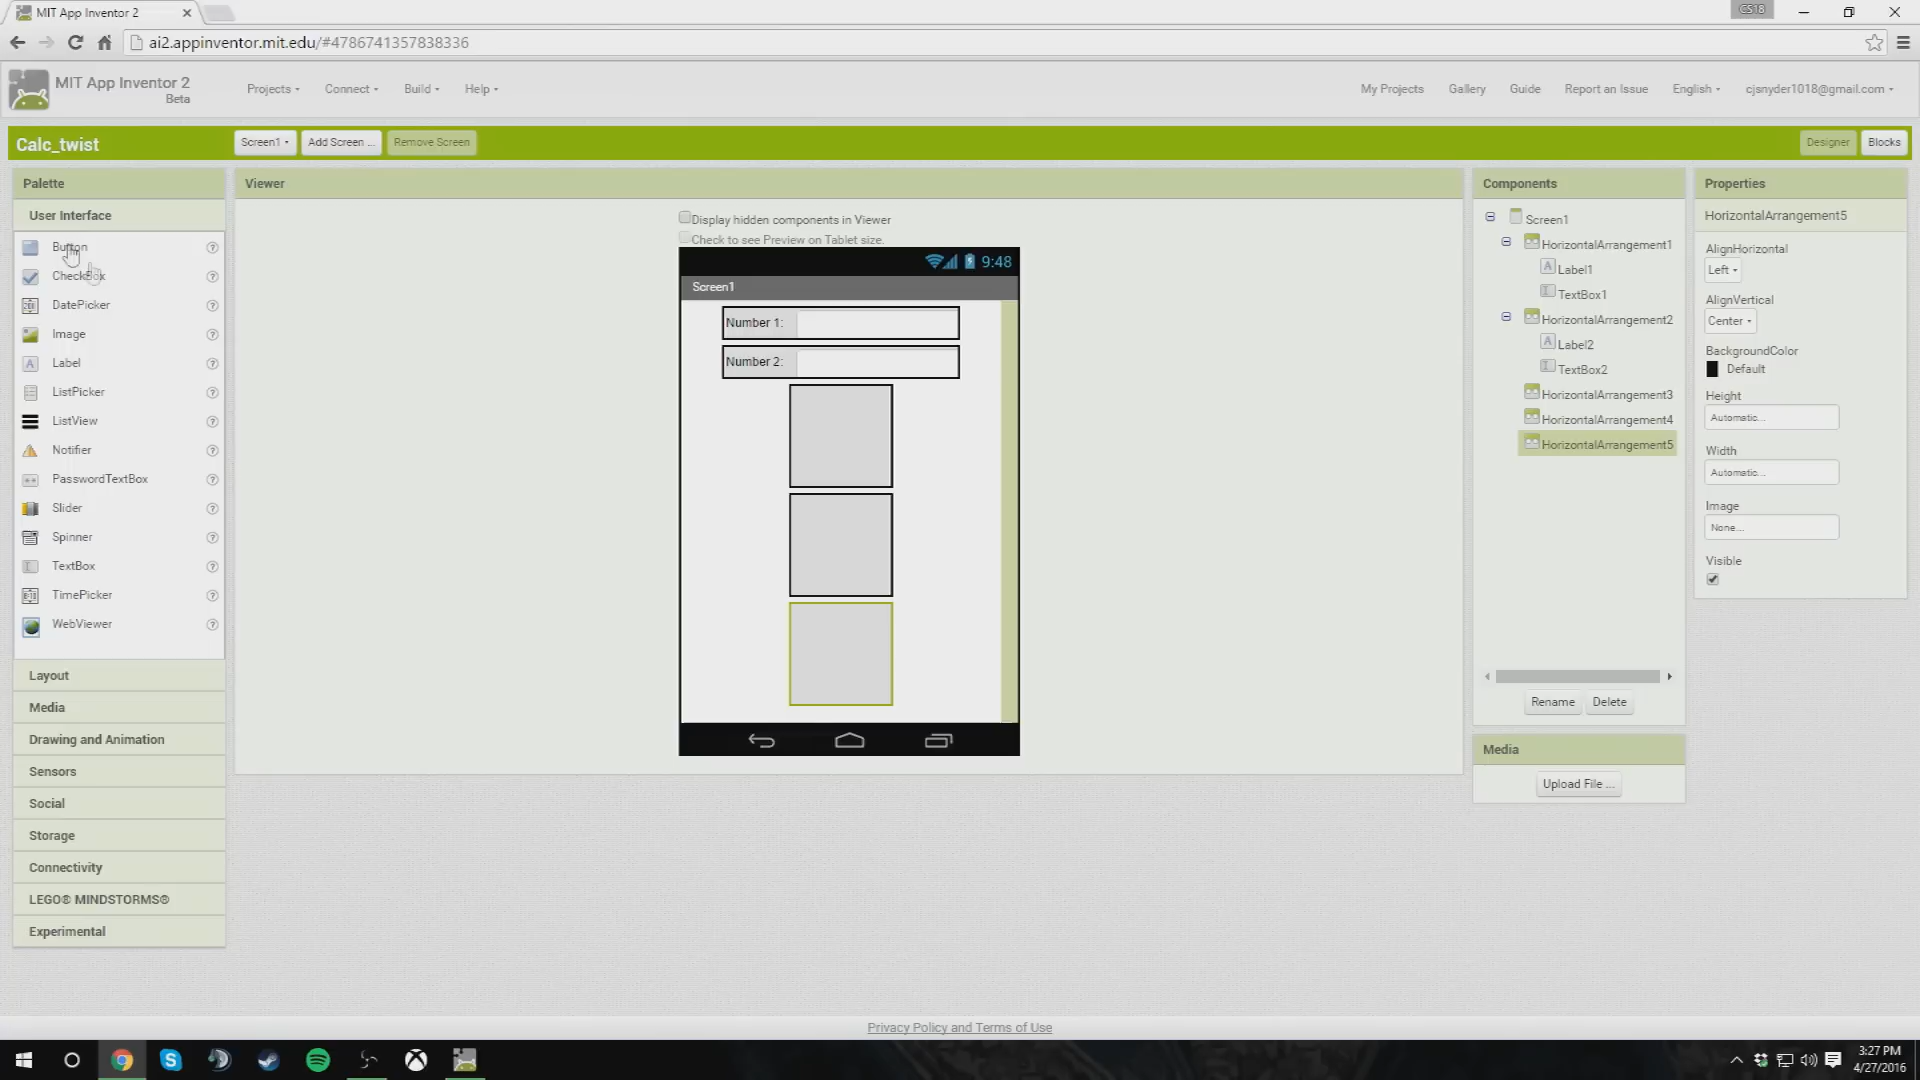 MIT App Inventor 2
CS18
ai2.appinventor.mit.edu/#4786741357838336
MIT App Inventor 2
Beta
Projects
Connect
Build
Help
My Projects
Gallery
Guide
Report an Issue
English
cjsnyder1018@gmail.com
Calc_twist
Screen1
Add Screen ...
Remove Screen
Designer
Blocks
Palette
User Interface
Button
CheckBox
DatePicker
Image
Label
ListPicker
ListView
Notifier
PasswordTextBox
Slider
Spinner
TextBox
TimePicker
WebViewer
Layout
Media
Drawing and Animation
Sensors
Social
Storage
Connectivity
LEGO® MINDSTORMS®
Experimental
Viewer
Display hidden components in Viewer
Check to see Preview on Tablet size.
9:48
Screen1
Number 1:
Number 2:
Components
Screen1
HorizontalArrangement1
Label1
TextBox1
HorizontalArrangement2
Label2
TextBox2
HorizontalArrangement3
HorizontalArrangement4
HorizontalArrangement5
Rename
Delete
Media
Upload File ...
Properties
HorizontalArrangement5
AlignHorizontal
Left
AlignVertical
Center
BackgroundColor
Default
Height
Automatic...
Width
Automatic...
Image
None...
Visible
Privacy Policy and Terms of Use
3:27 PM
4/27/2016